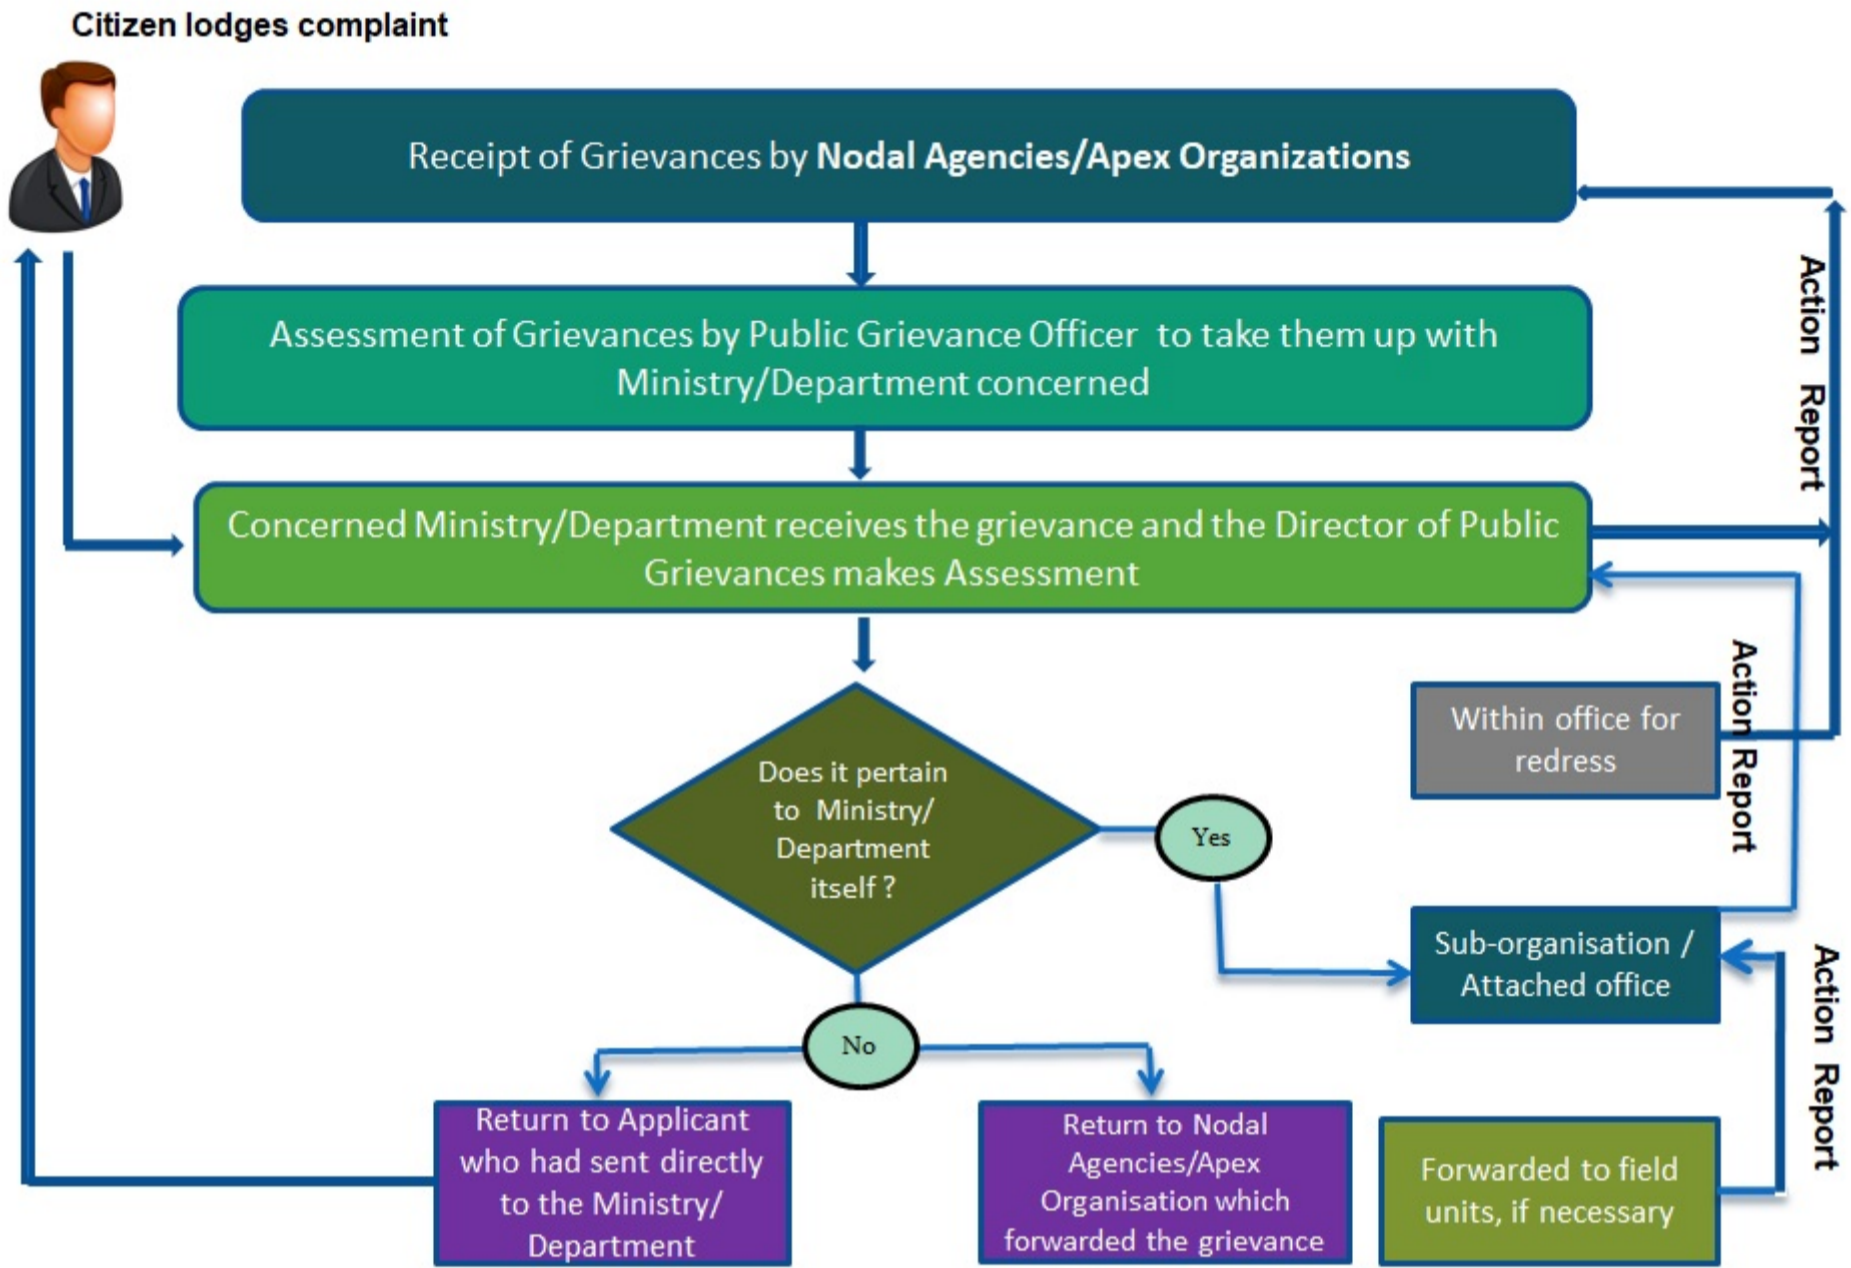 Citizen lodges complaint
Receipt of Grievances by Nodal Agencies/Apex Organizations
Assessment of Grievances by Public Grievance Officer to take them up with
Ministry/Department concerned
Concerned Ministry/Department receives the grievance and the Director of Public
Grievances makes Assessment
Action Report
Does it pertain
to Ministry/
Department
itself ?
Yes
Within office for
redress
Action Report
Sub-organisation /
Attached office
Action Report
No
Return to Applicant
who had sent directly
to the Ministry/
Department
Return to Nodal
Agencies/Apex
Organisation which
forwarded the grievance
Forwarded to field
units, if necessary